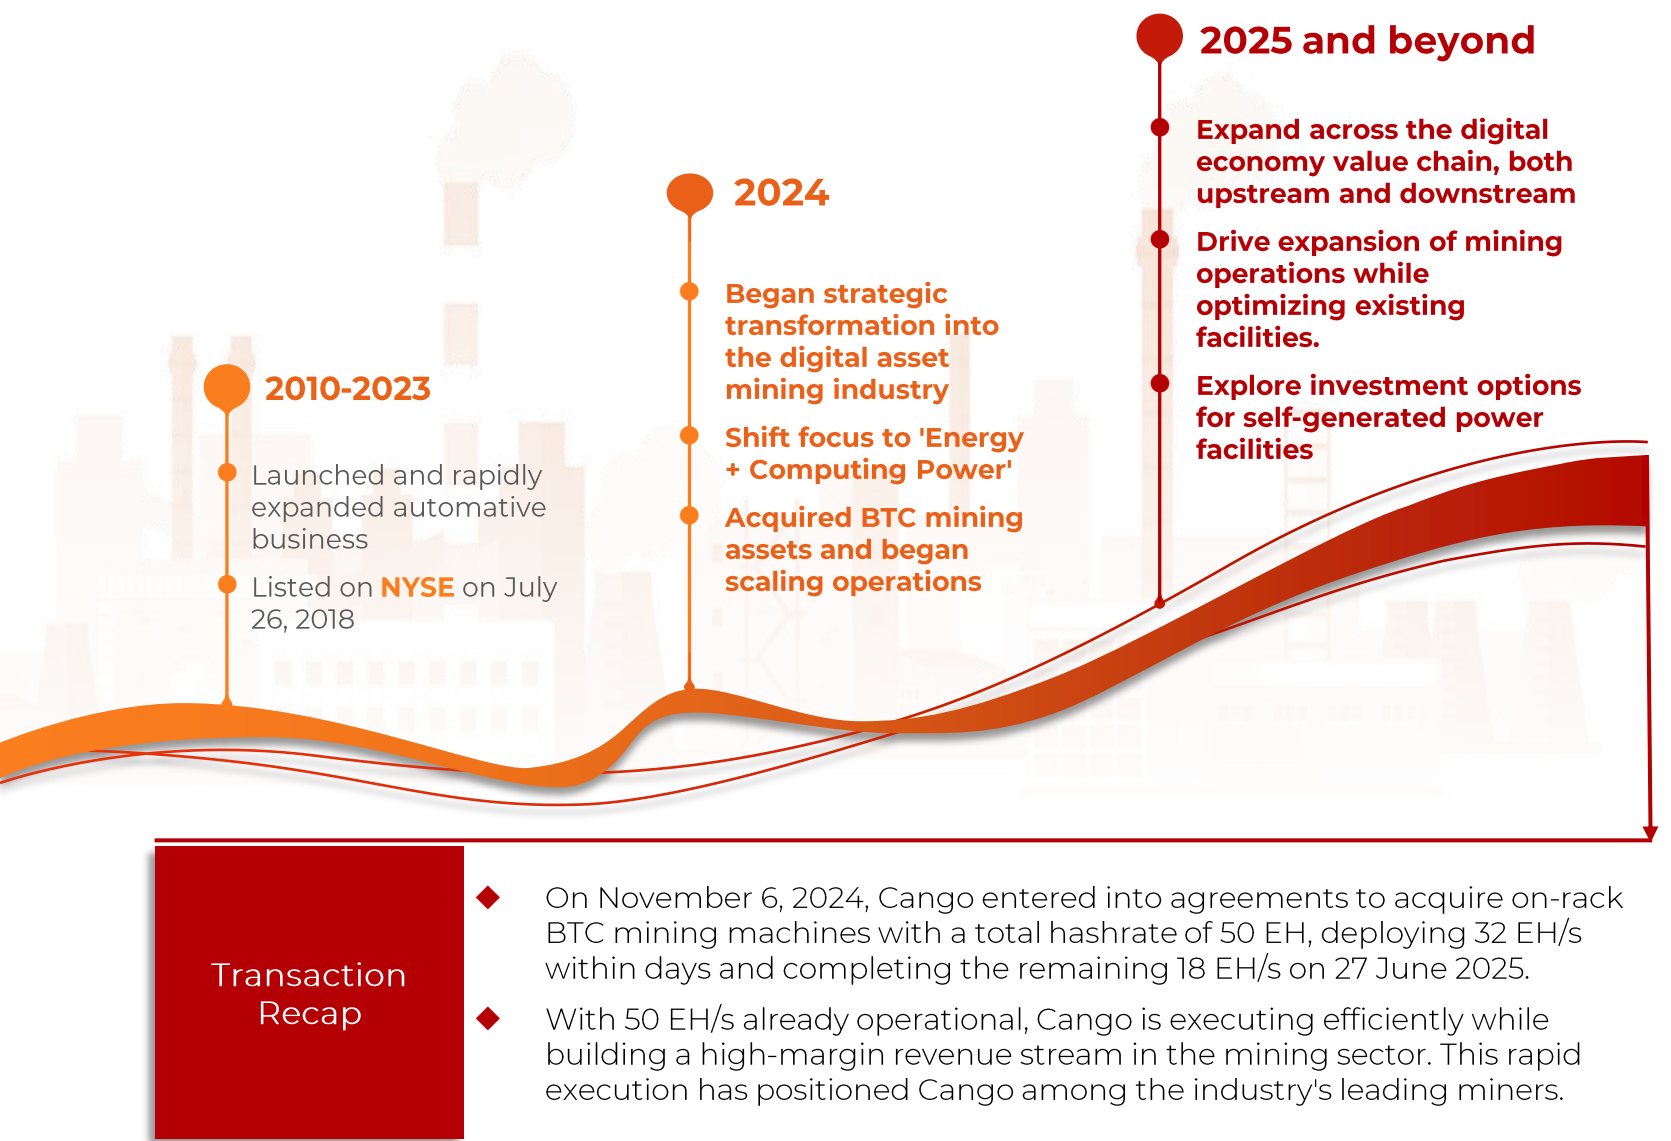 2010-2023
Launched and rapidly
expanded automative
business
Listed on NYSE on July
26, 2018
2024
Began strategic
transformation into
the digital asset
mining industry
Shift focus to 'Energy
+ Computing Power'
Acquired BTC mining
assets and began
scaling operations
2025 and beyond
Expand across the digital
economy value chain, both
upstream and downstream
Drive expansion of mining
operations while
optimizing existing
facilities.
Explore investment options
for self-generated power
facilities
Transaction
Recap
On November 6, 2024, Cango entered into agreements to acquire on-rack
BTC mining machines with a total hashrate of 50 EH, deploying 32 EH/s
within days and completing the remaining 18 EH/s on 27 June 2025.
With 50 EH/s already operational, Cango is executing efficiently while
building a high-margin revenue stream in the mining sector. This rapid
execution has positioned Cango among the industry's leading miners.